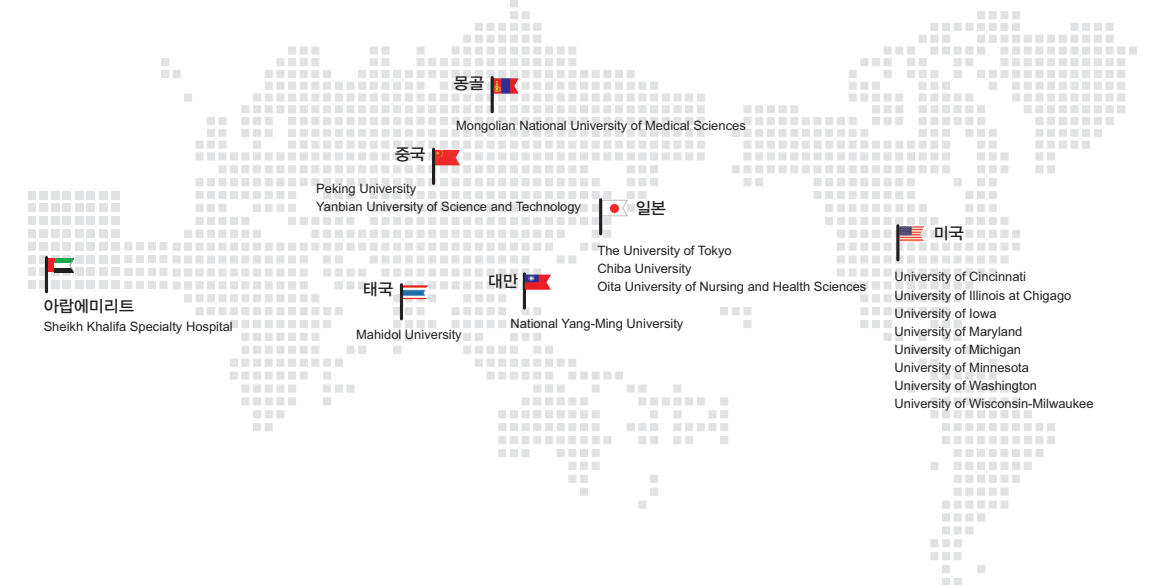 몽골
Mongolian National University of Medical Sciences
중국
Peking University
Yanbian University of Science and Technology
일본
The University of Tokyo
Chiba University
Oita University of Nursing and Health Sciences
미국
University of Cincinnati
University of Illinois at Chigago
University of Iowa
University of Maryland
University of Michigan
University of Minnesota
University of Washington
University of Wisconsin-Milwaukee
아랍에미리트
Sheikh Khalifa Specialty Hospital
태국
Mahidol University
대만
National Yang-Ming University